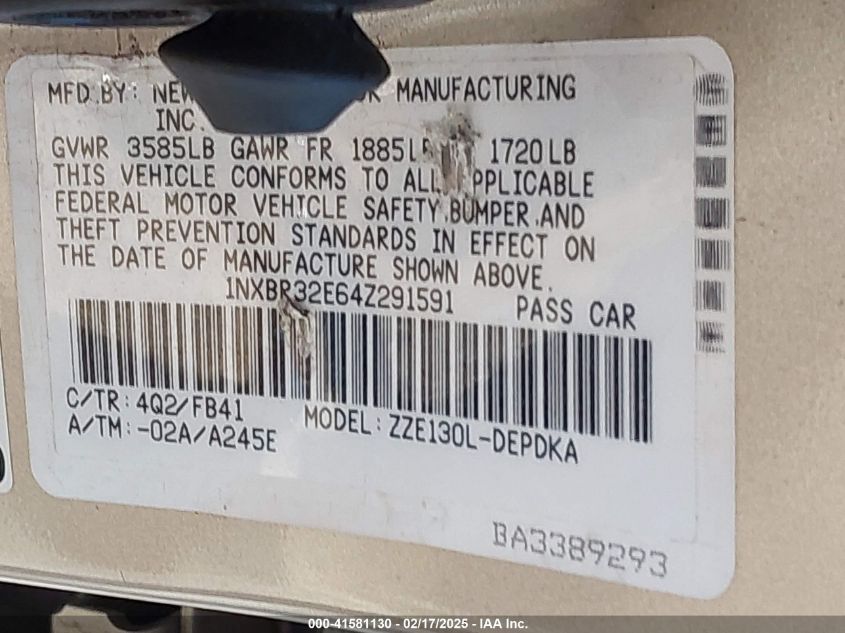 MFD.BY: NEW MANUFACTURING
INC.
GVWR 3585LB GAWR FR 1885L 1720LB
THIS VEHICLE CONFORMS TO ALL PPLICABLE
FEDERAL MOTOR VEHICLE SAFETY,BUMPER,AND
THEFT PREVENTION STANDARDS IN EFFECT ON
THE DATE OF MANUFACTURE SHOWN ABOVE.
1NXBR32E64Z291591 PASS CAR
C/TR:4Q2/FB41
A/TM:-02A/A245E MODEL:ZZE130L-DEPDKA
BA3389293
000-41581130 - 02/17/2025 - IAA Inc.